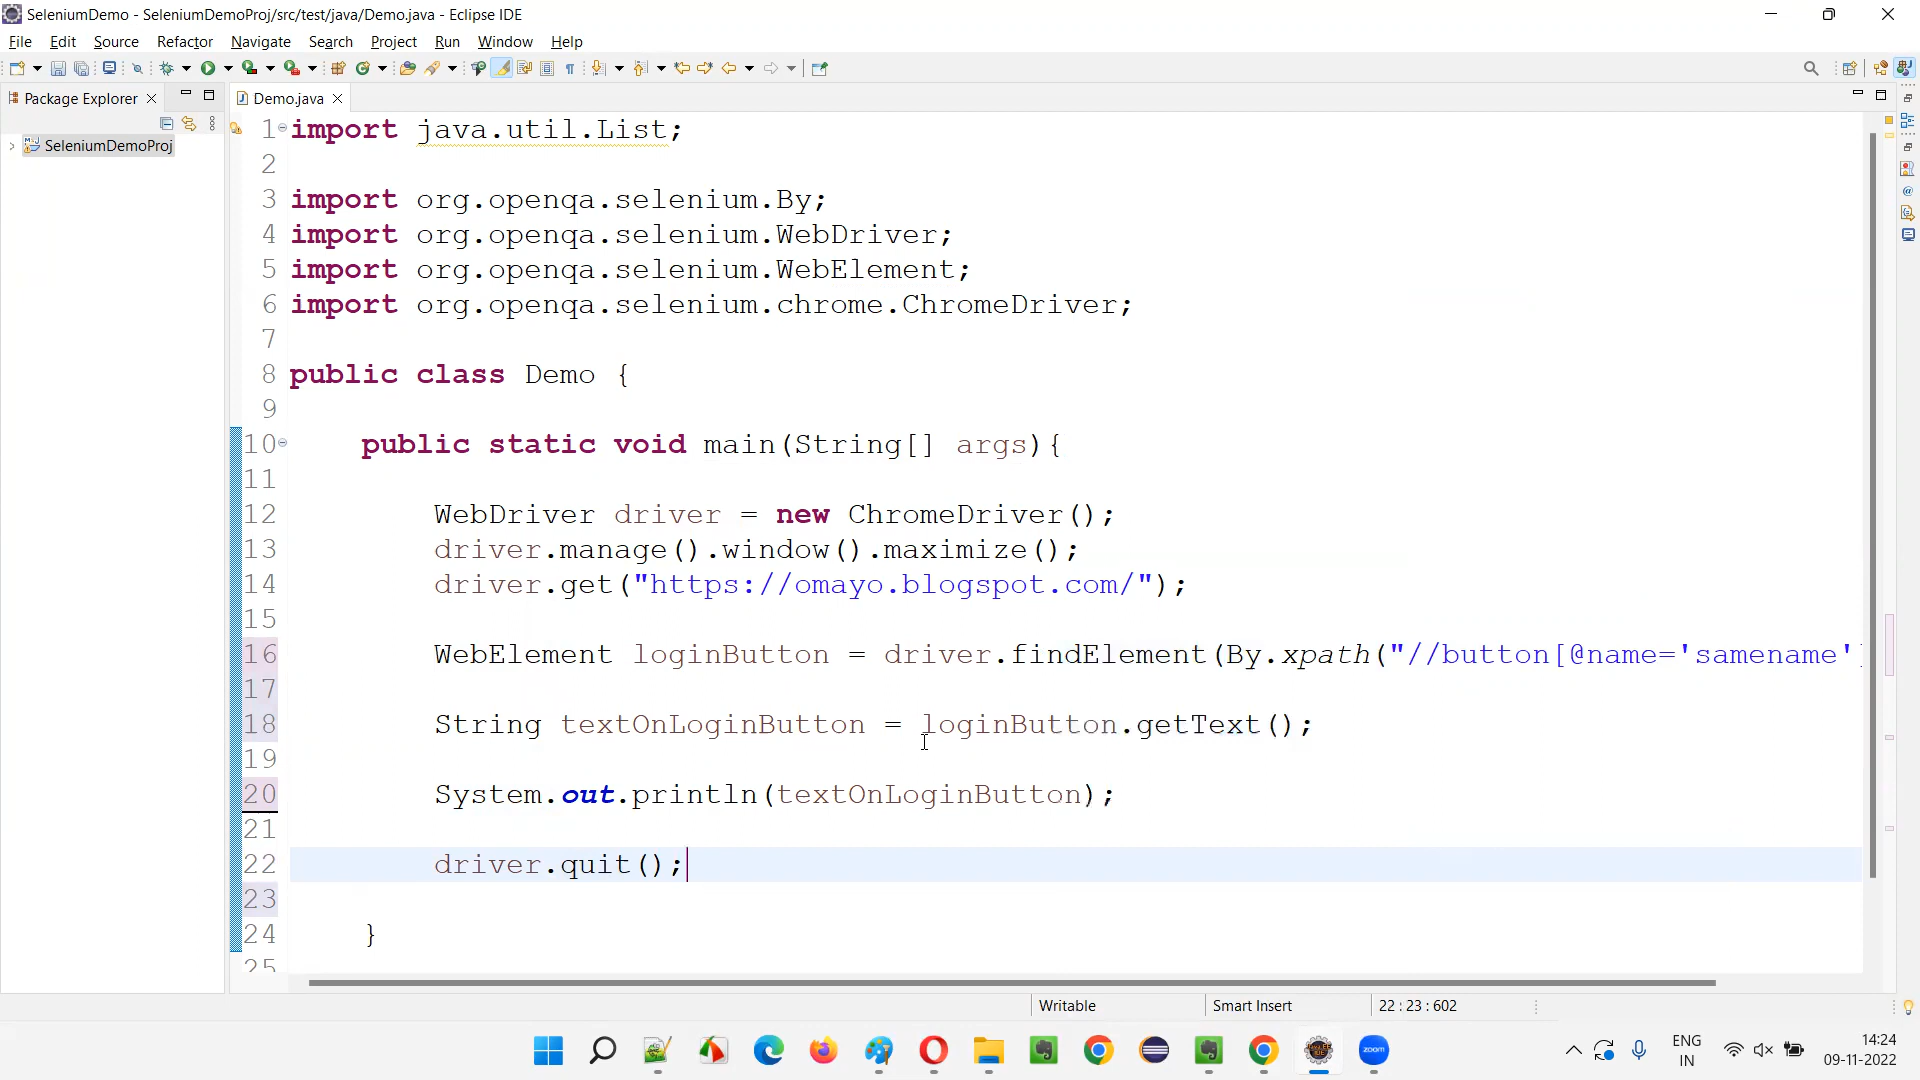 SeleniumDemo - SeleniumDemoProj/src/test/java/Demo.java - Eclipse IDE
File Edit Source Refactor Navigate Search Project Run Window Help
Package Explorer
Demo.java
SeleniumDemoProj
1 import java.util.List;
2
3 import org.openqa.selenium.By;
4 import org.openqa.selenium.WebDriver;
5 import org.openqa.selenium.WebElement;
6 import org.openqa.selenium.chrome.ChromeDriver;
7
8 public class Demo {
9
10 public static void main(String[] args){
11
12 WebDriver driver = new ChromeDriver();
13 driver.manage().window().maximize();
14 driver.get("https://omayo.blogspot.com/");
15
16 WebElement loginButton = driver.findElement(By.xpath("//button[@name='samename']
17
18 String textOnLoginButton = loginButton.getText();
19
20 System.out.println(textOnLoginButton);
21
22 driver.quit();
23
24 }
25
Writable Smart Insert 22 : 23 : 602
zoom
ENG
IN
14:24
09-11-2022